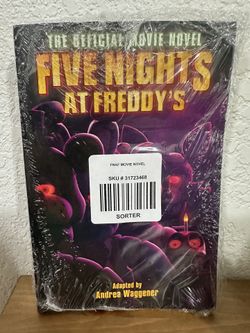 THE OFFICIAL MOVIE NOVEL
FIVE NIGHTS
AT FREDDY'S
FNAF MOVIE NOVEL
SKU # 31723468
SORTER
Adapted by
Andrea Waggener